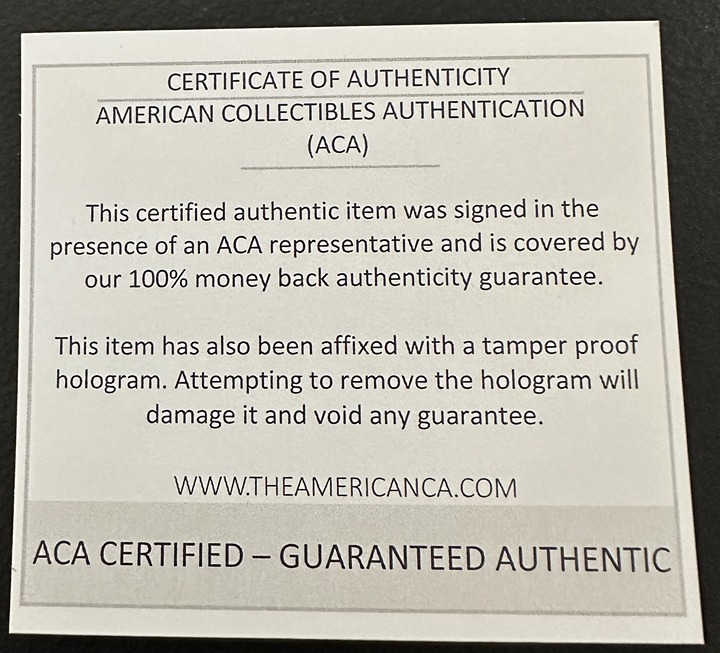 CERTIFICATE OF AUTHENTICITY
AMERICAN COLLECTIBLES AUTHENTICATION
(ACA)
This certified authentic item was signed in the
presence of an ACA representative and is covered by
our 100% money back authenticity guarantee.
This item has also been affixed with a tamper proof
hologram. Attempting to remove the hologram will
damage it and void any guarantee.
WWW.THEAMERICANCA.COM
ACA CERTIFIED – GUARANTEED AUTHENTIC